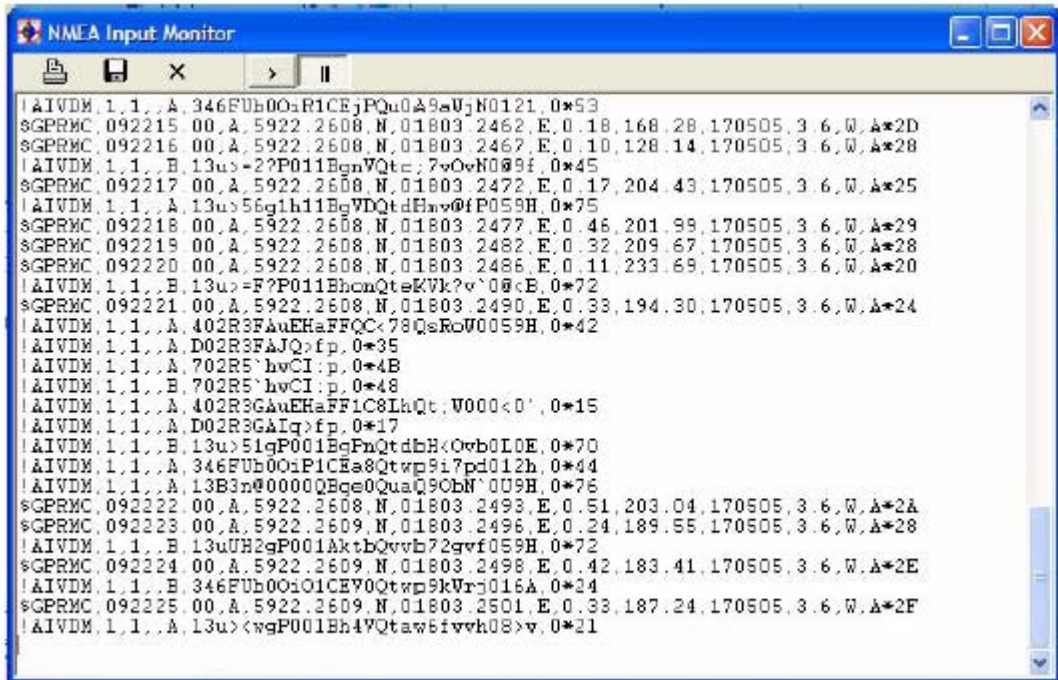 NMEA Input Monitor
!AIVDM,1,1,,A,346FUb0OiR1CEjPQu0A9aWjN0121,0*53
$GPRMC,092215.00,A,5922.2608,N,01803.2462,E,0.18,168.28,170505,3.6,W,A*2D
$GPRMC,092216.00,A,5922.2608,N,01803.2467,E,0.10,128.14,170505,3.6,W,A*28
!AIVDM,1,1,,B,13u>=2?P011BgnVQtc;7vOvN0@9f,0*45
$GPRMC,092217.00,A,5922.2608,N,01803.2472,E,0.17,204.43,170505,3.6,W,A*25
!AIVDM,1,1,,A,13u>56g1h11BgVDQtdHmv@fP059H,0*75
$GPRMC,092218.00,A,5922.2608,N,01803.2477,E,0.46,201.99,170505,3.6,W,A*29
$GPRMC,092219.00,A,5922.2608,N,01803.2482,E,0.32,209.67,170505,3.6,W,A*28
$GPRMC,092220.00,A,5922.2608,N,01803.2486,E,0.11,233.69,170505,3.6,W,A*20
!AIVDM,1,1,,B,13u>=F?P011BhcnQteKVk?v`0@<B,0*72
$GPRMC,092221.00,A,5922.2608,N,01803.2490,E,0.33,194.30,170505,3.6,W,A*24
!AIVDM,1,1,,A,402R3FAuEHaFFQC<78QsRoW0059H,0*42
!AIVDM,1,1,,A,D02R3FAJQ>fp,0*35
!AIVDM,1,1,,A,702R5`hwCI:p,0*4B
!AIVDM,1,1,,B,702R5`hwCI:p,0*48
!AIVDM,1,1,,A,402R3GAuEHaFF1C8LhQt;W000<0',0*15
!AIVDM,1,1,,A,D02R3GAIq>fp,0*17
!AIVDM,1,1,,B,13u>51gP001BgPnQtdbH<Ovb0L0E,0*70
!AIVDM,1,1,,A,346FUb0OiP1CEa8Qtwp9i7pd012h,0*44
!AIVDM,1,1,,A,13B3n@0000QBqe0QuaQ9ObN`0U9H,0*76
$GPRMC,092222.00,A,5922.2608,N,01803.2493,E,0.51,203.04,170505,3.6,W,A*2A
$GPRMC,092223.00,A,5922.2609,N,01803.2496,E,0.24,189.55,170505,3.6,W,A*28
!AIVDM,1,1,,B,13uUH2gP001AktbQvvb72gvf059H,0*72
$GPRMC,092224.00,A,5922.2609,N,01803.2498,E,0.42,183.41,170505,3.6,W,A*2E
!AIVDM,1,1,,B,346FUb0OiO1CEV0Qtwp9kWrj016A,0*24
$GPRMC,092225.00,A,5922.2609,N,01803.2501,E,0.33,187.24,170505,3.6,W,A*2F
!AIVDM,1,1,,A,13u><wgP001Bh4VQtaw6fvvh08>v,0*21